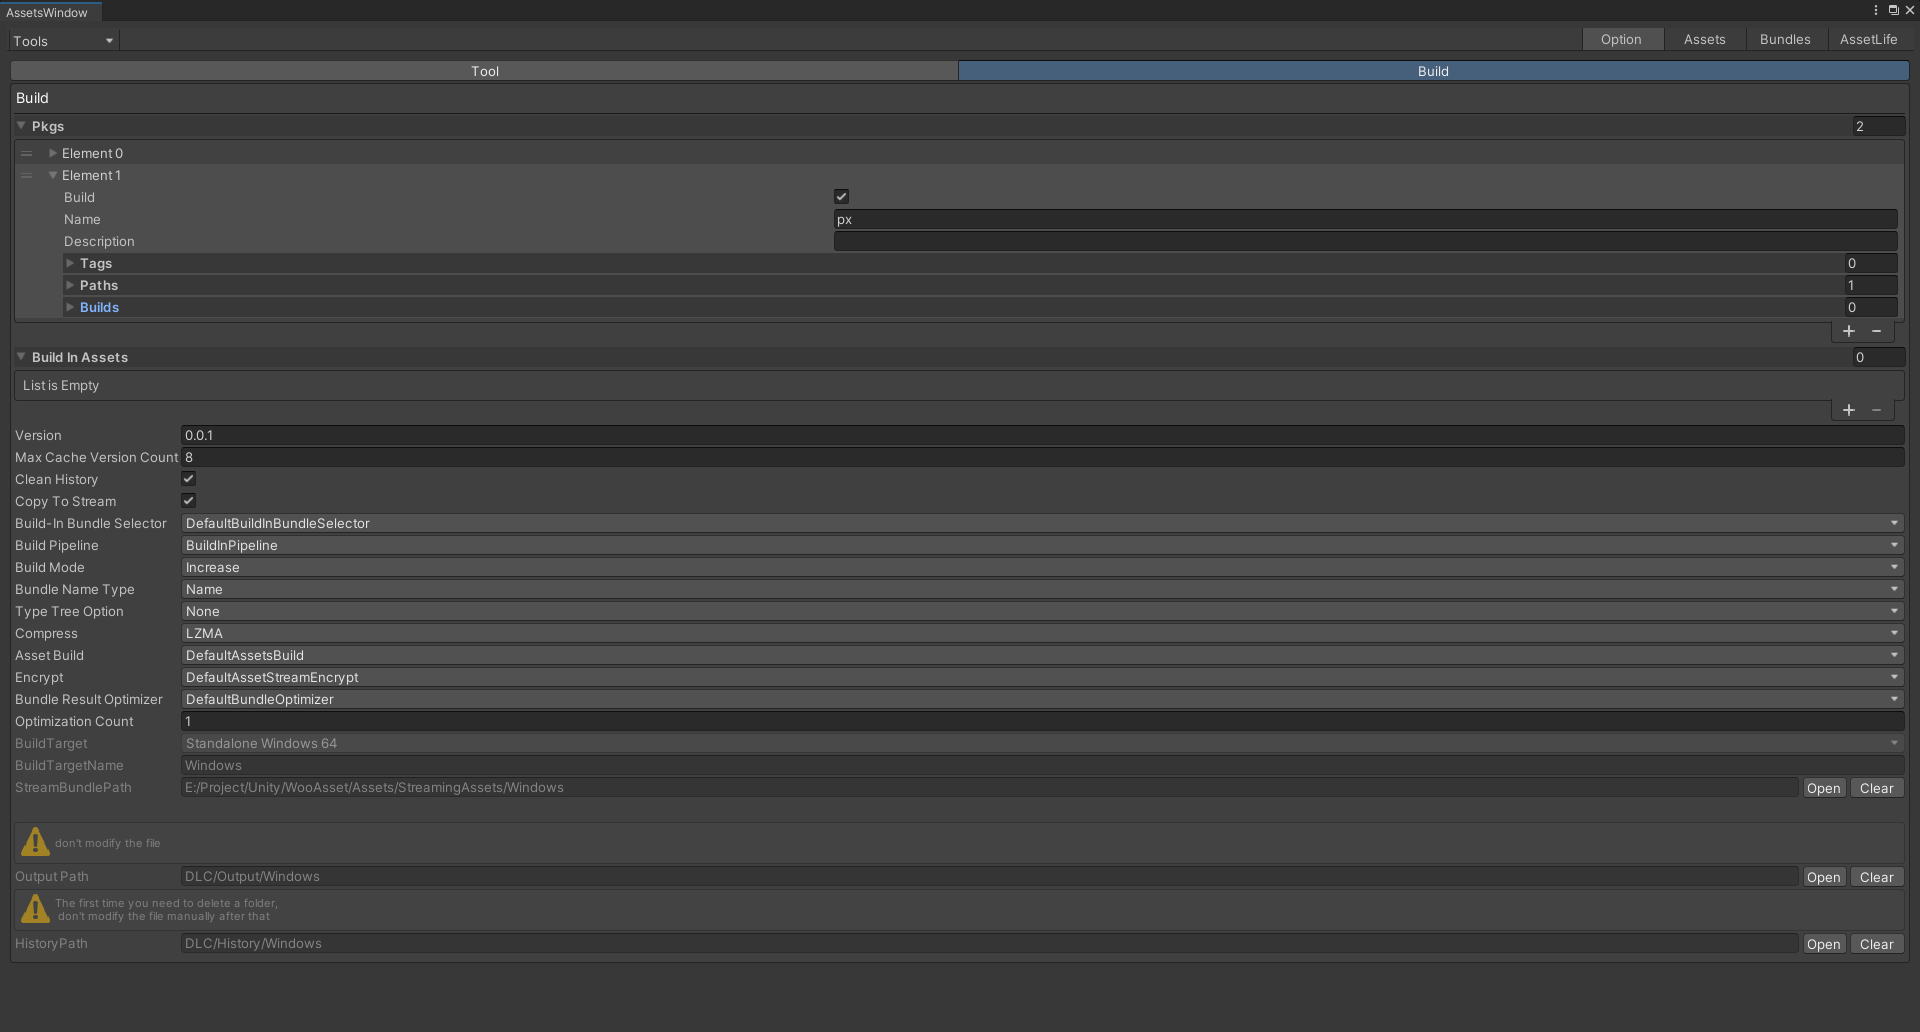 AssetsWindow
Tools
Option Assets Bundles AssetLife
Tool Build
Build
Pkgs 2
Element 0
Element 1
Build
Name px
Description
Tags 0
Paths 1
Builds 0
Build In Assets 0
List is Empty
Version 0.0.1
Max Cache Version Count 8
Clean History
Copy To Stream
Build-In Bundle Selector DefaultBuildInBundleSelector
Build Pipeline BuildInPipeline
Build Mode Increase
Bundle Name Type Name
Type Tree Option None
Compress LZMA
Asset Build DefaultAssetsBuild
Encrypt DefaultAssetStreamEncrypt
Bundle Result Optimizer DefaultBundleOptimizer
Optimization Count 1
BuildTarget Standalone Windows 64
BuildTargetName Windows
StreamBundlePath E:/Project/Unity/WooAsset/Assets/StreamingAssets/Windows Open Clear
don't modify the file
Output Path DLC/Output/Windows Open Clear
The first time you need to delete a folder,
don't modify the file manually after that
HistoryPath DLC/History/Windows Open Clear